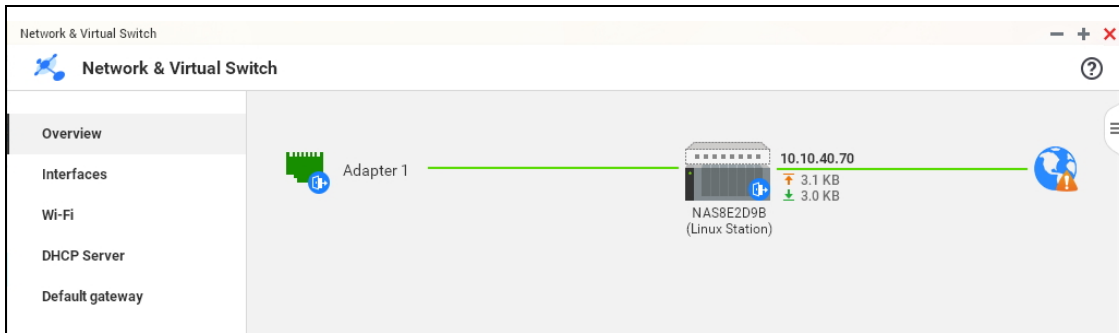 Network & Virtual Switch
Network & Virtual Switch
Overview
Interfaces
Wi-Fi
DHCP Server
Default gateway
Adapter 1
10.10.40.70
3.1 KB
3.0 KB
NAS8E2D9B
(Linux Station)